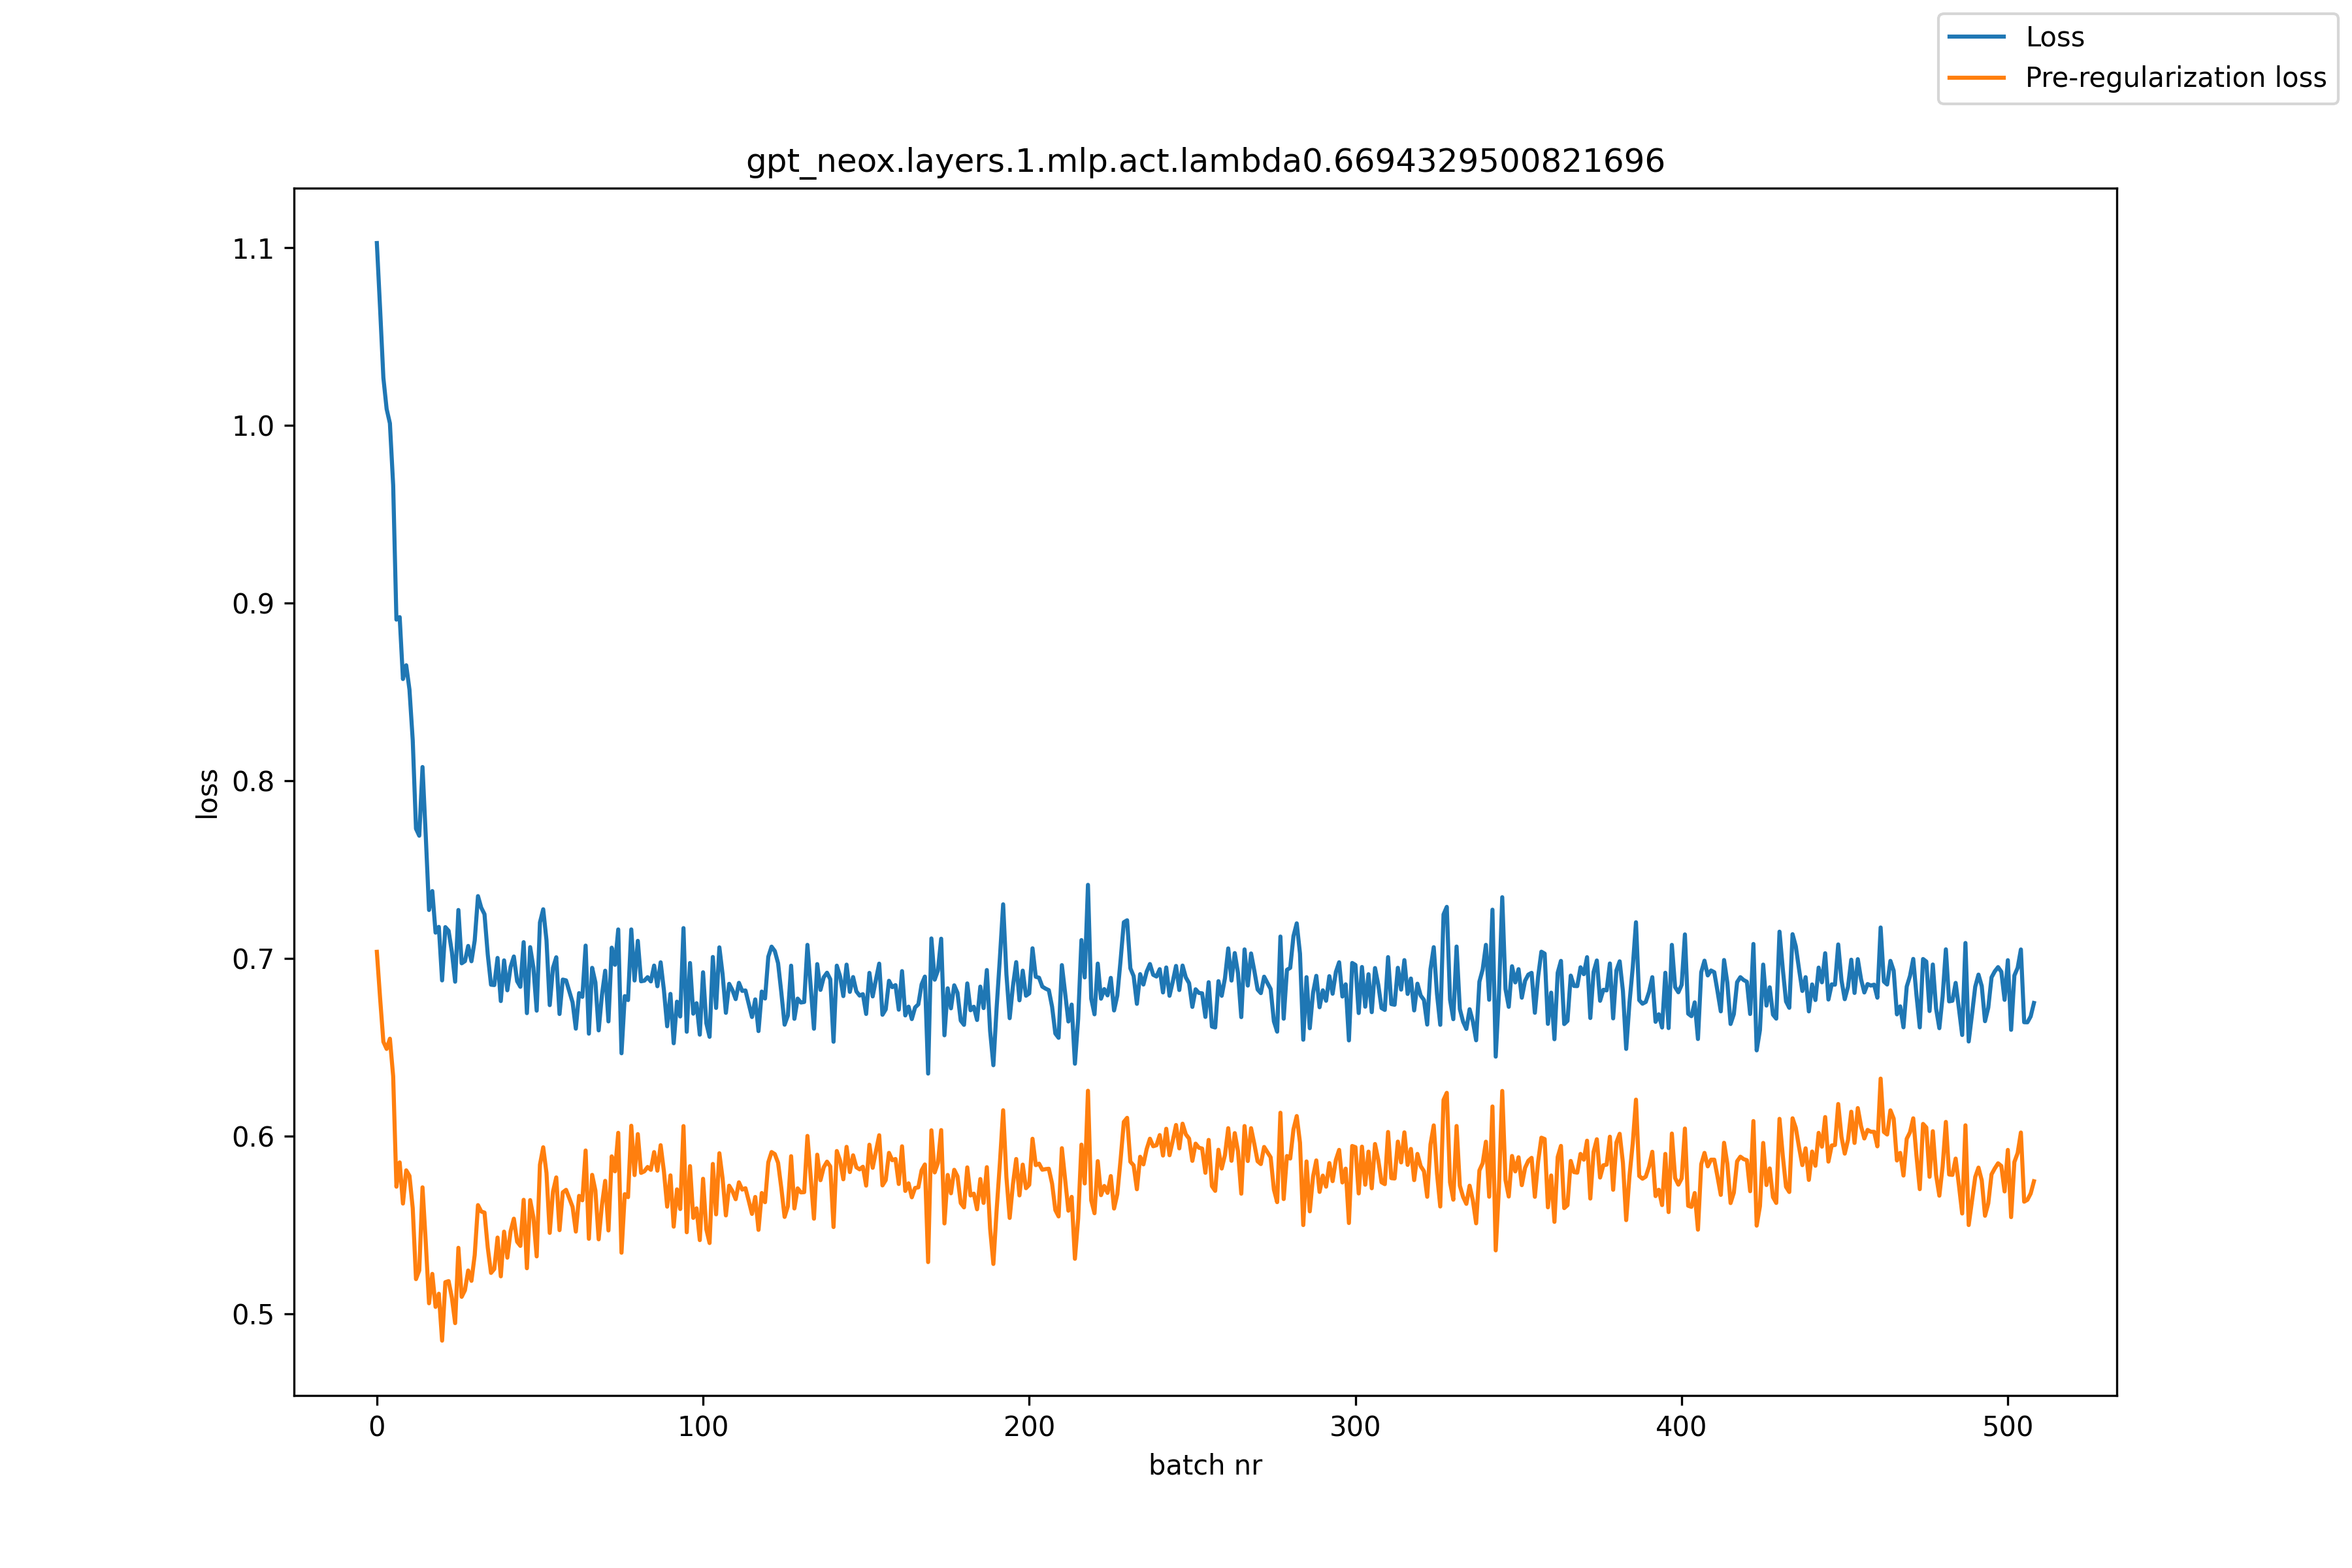 Loss
Pre-regularization loss
gpt_neox.layers.1.mlp.act.lambda0.6694329500821696
1.1
1.0
0.9
0.8
0.7
0.6
0.5
loss
0 100 200 300 400 500
batch nr